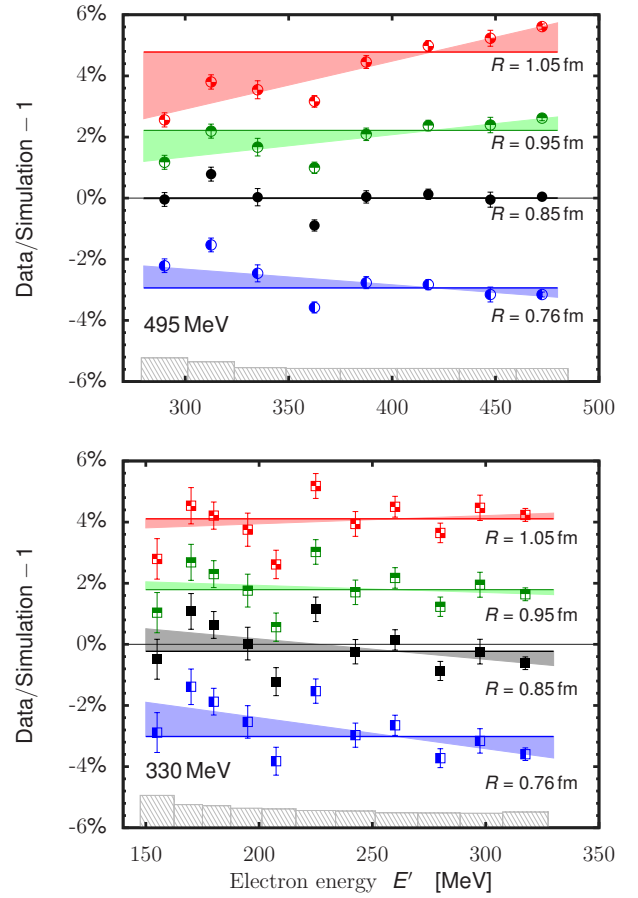 6%
4%
2%
0%
-2%
-4%
-6%
Data/Simulation − 1
R = 1.05 fm
R = 0.95 fm
R = 0.85 fm
R = 0.76 fm
495 MeV
300 350 400 450 500
6%
4%
2%
0%
-2%
-4%
-6%
Data/Simulation − 1
R = 1.05 fm
R = 0.95 fm
R = 0.85 fm
R = 0.76 fm
330 MeV
150 200 250 300 350
Electron energy E′ [MeV]